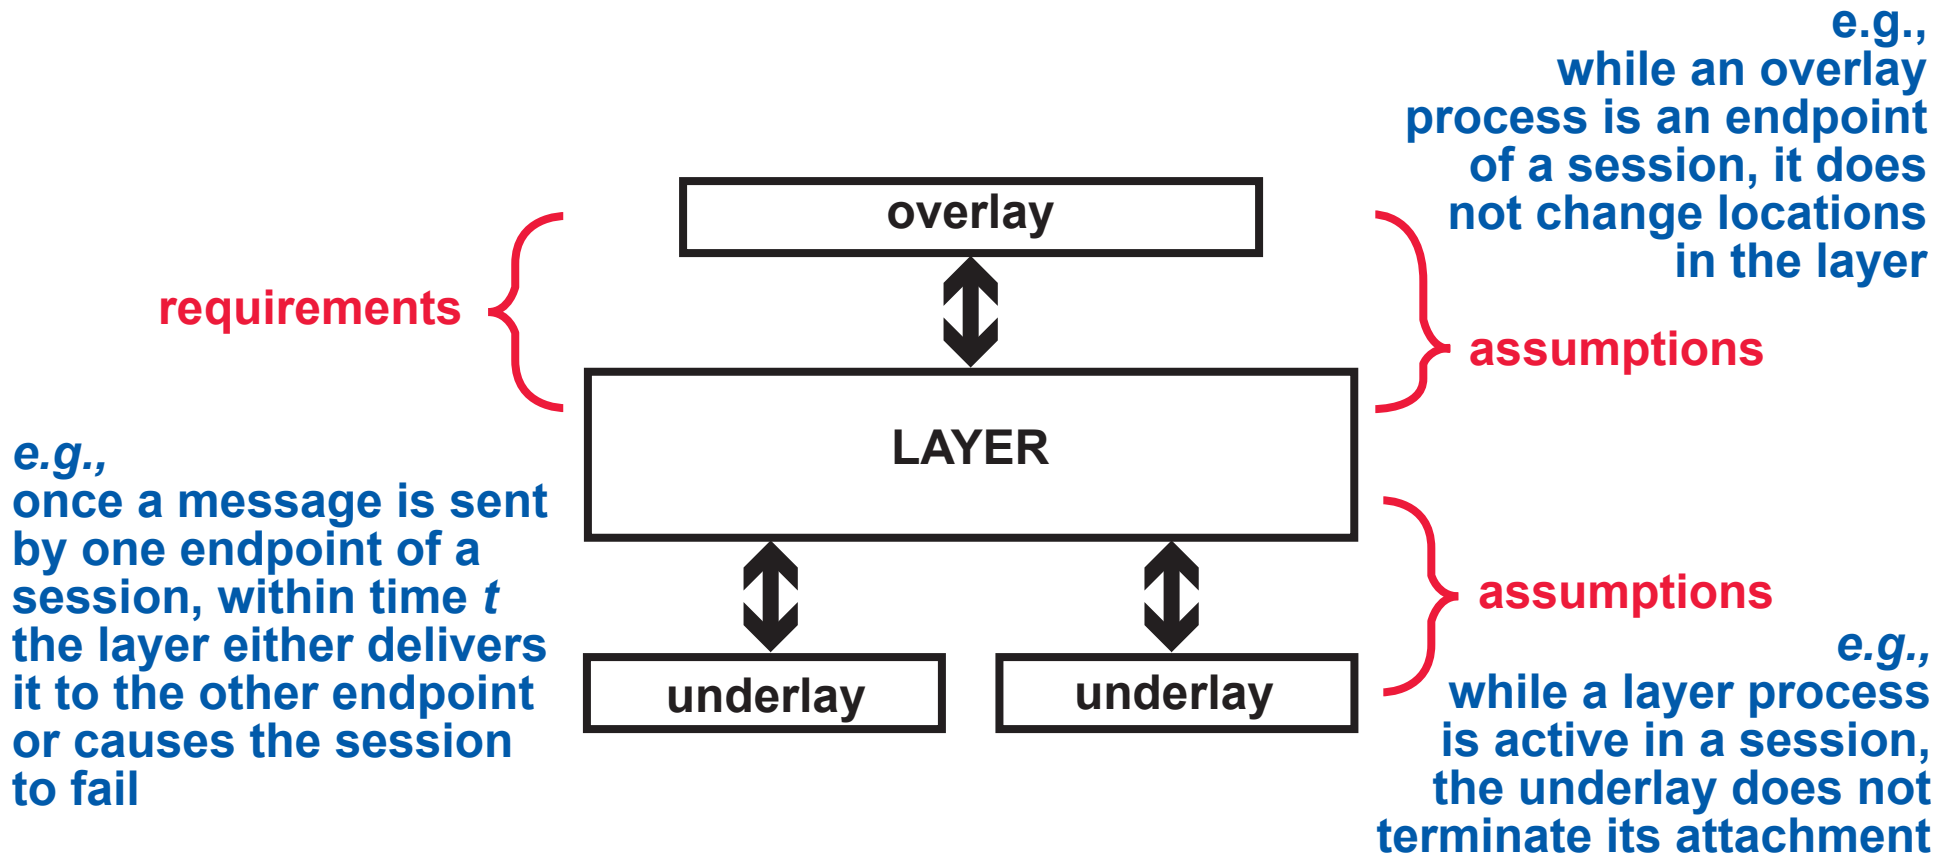 e.g.,
while an overlay
process is an endpoint
of a session, it does
not change locations
in the layer
overlay
requirements
assumptions
LAYER
e.g.,
once a message is sent
by one endpoint of a
session, within time t
the layer either delivers
it to the other endpoint
or causes the session
to fail
assumptions
underlay
underlay
e.g.,
while a layer process
is active in a session,
the underlay does not
terminate its attachment